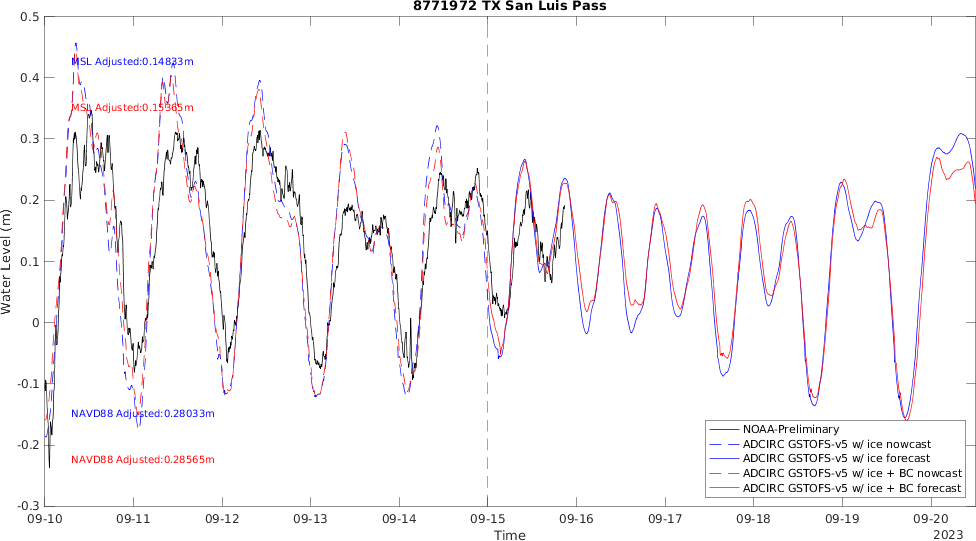 8771972 TX San Luis Pass
0.5
0.4
0.3
0.2
0.1
0
-0.1
-0.2
-0.3
Water Level (m)
MSL Adjusted:0.14833m
MSL Adjusted:0.15365m
NAVD88 Adjusted:0.28033m
NAVD88 Adjusted:0.28565m
NOAA-Preliminary
ADCIRC GSTOFS-v5 w/ ice nowcast
ADCIRC GSTOFS-v5 w/ ice forecast
ADCIRC GSTOFS-v5 w/ ice + BC nowcast
ADCIRC GSTOFS-v5 w/ ice + BC forecast
09-10 09-11 09-12 09-13 09-14 09-15 09-16 09-17 09-18 09-19 09-20
Time
2023